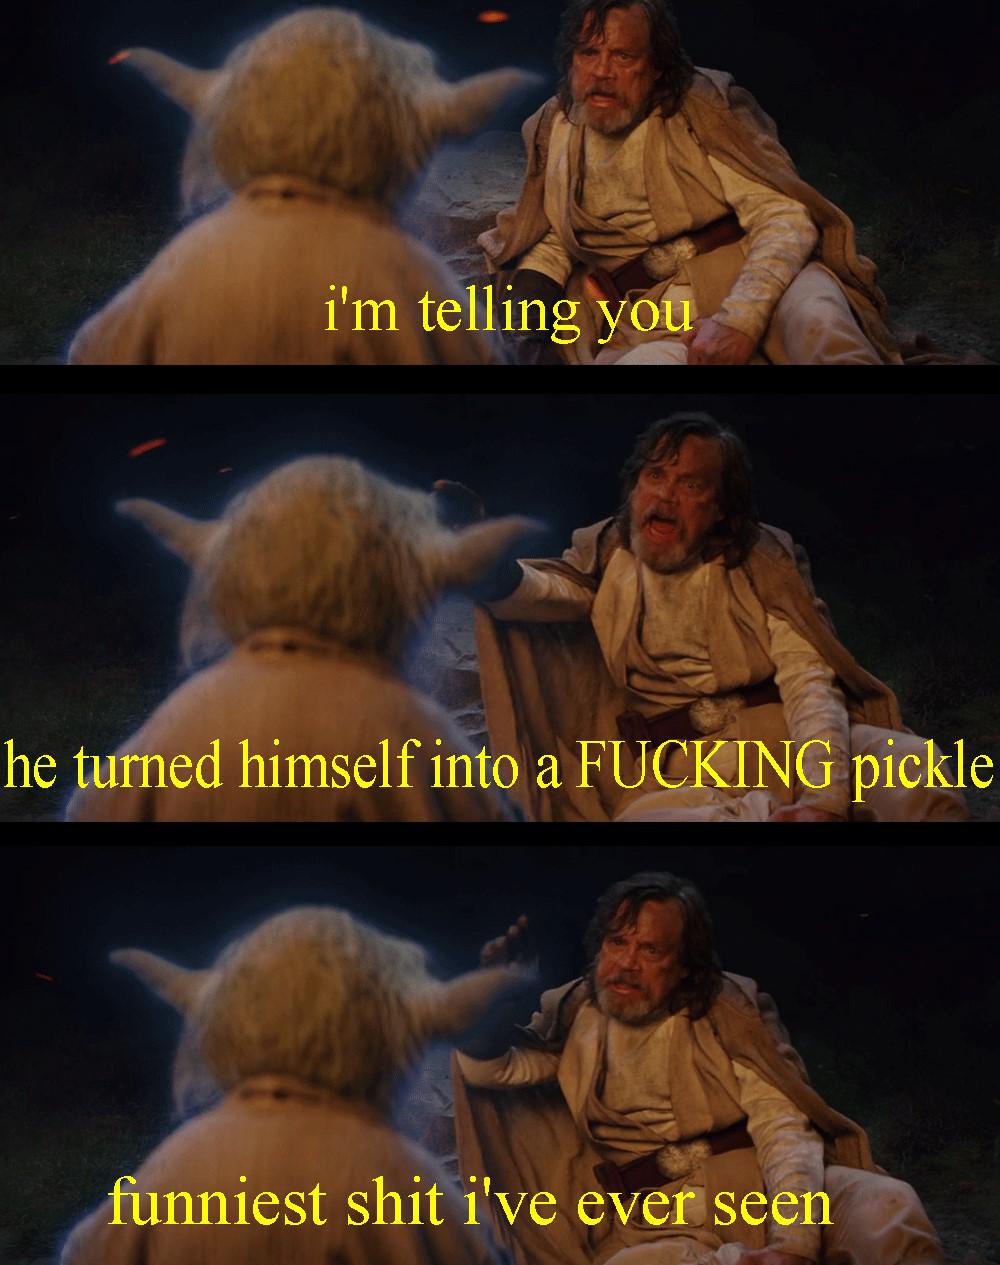 i'm telling you
he turned himself into a FUCKING pickle
funniest shit i've ever seen